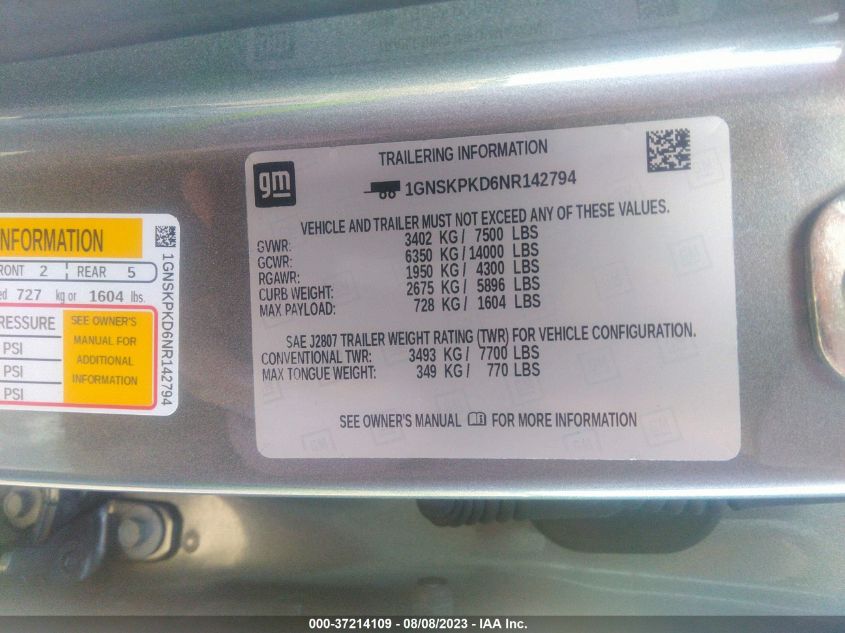 gm
TRAILERING INFORMATION
1GNSKPKD6NR142794
VEHICLE AND TRAILER MUST NOT EXCEED ANY OF THESE VALUES.
GVWR: 3402 KG / 7500 LBS
GCWR: 6350 KG / 14000 LBS
RGAWR: 1950 KG / 4300 LBS
CURB WEIGHT: 2675 KG / 5896 LBS
MAX PAYLOAD: 728 KG / 1604 LBS
SAE J2807 TRAILER WEIGHT RATING (TWR) FOR VEHICLE CONFIGURATION.
CONVENTIONAL TWR: 3493 KG / 7700 LBS
MAX TONGUE WEIGHT: 349 KG / 770 LBS
SEE OWNER'S MANUAL FOR MORE INFORMATION
NFORMATION
RONT 2 REAR 5
ed 727 kg or 1604 lbs.
RESSURE
PSI
PSI
PSI
SEE OWNER'S
MANUAL FOR
ADDITIONAL
INFORMATION
1GNSKPKD6NR142794
000-37214109 - 08/08/2023 - IAA Inc.